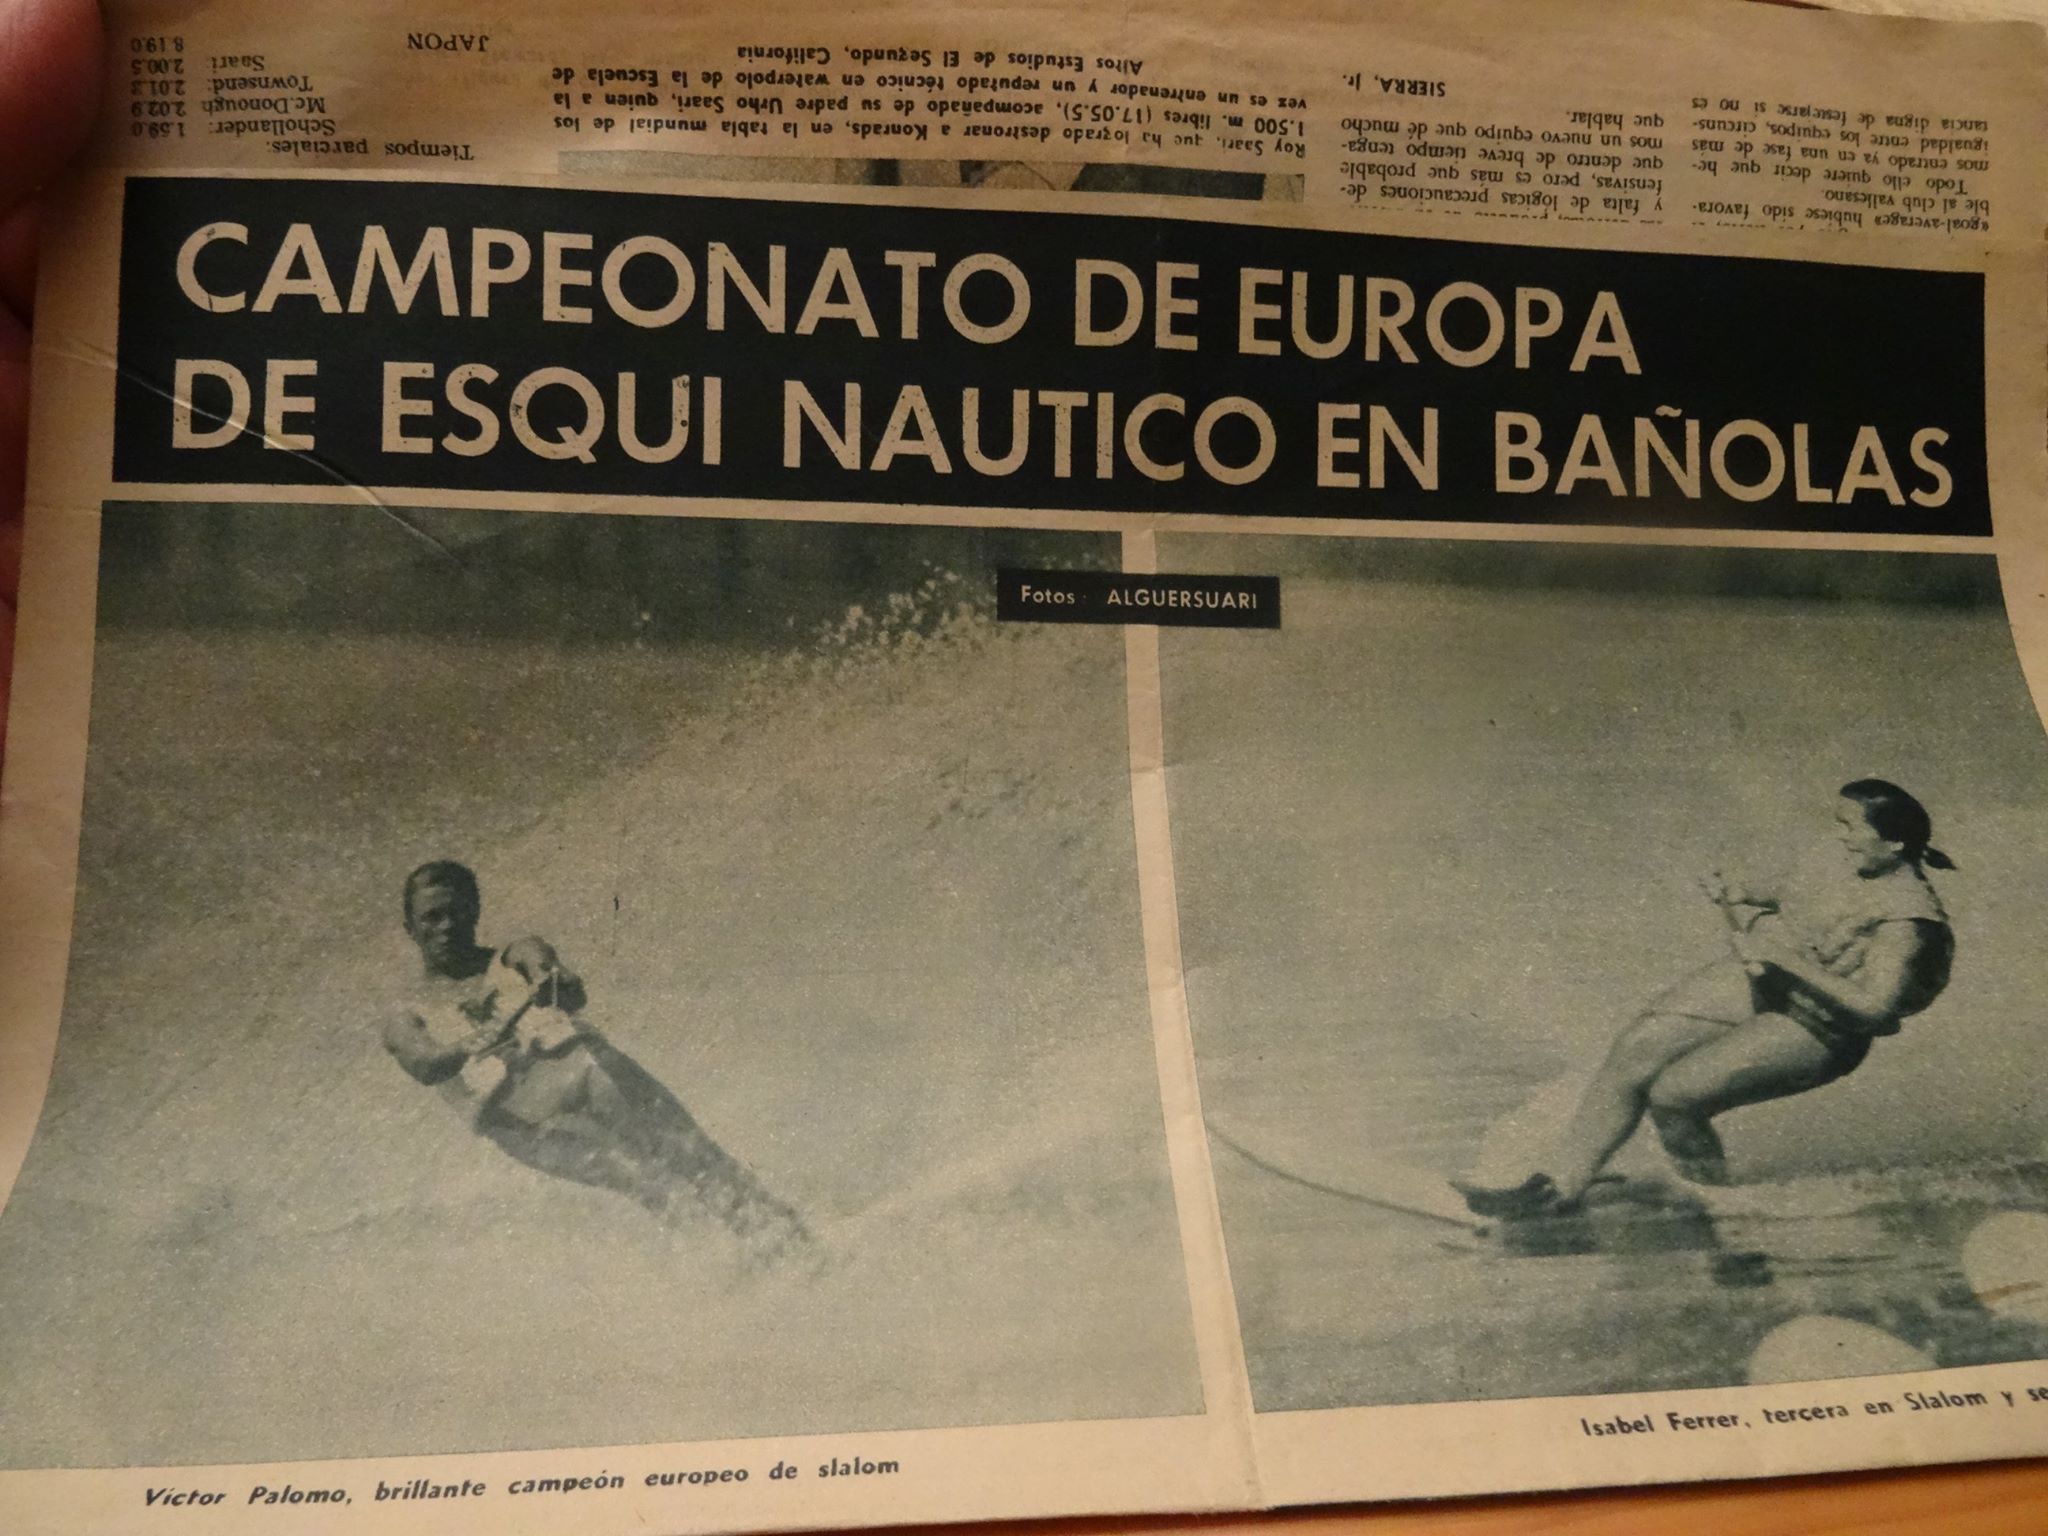 CAMPEONATO DE EUROPA
DE ESQUI NAUTICO EN BAÑOLAS
Fotos ALGUERSUARI
Víctor Palomo, brillante campeón europeo de slalom
Isabel Ferrer, tercera en Slalom y se
«goal-average» hubiese sido favora-
ble al club vallesano.
Todo ello quiere decir que he-
mos entrado ya en una fase de más
igualdad entre los equipos, circuns-
tancia digna de festejarse si no es
y falta de lógicas precauciones de-
fensivas, pero es más que probable
que dentro de breve tiempo tenga-
mos un nuevo equipo que dé mucho
que hablar.
SIERRA, Jr.
Roy Saari, que ha logrado destronar a Konrads, en la tabla mundial de los
1.500 m. libres (17.05.5), acompañado de su padre Urho Saari, quien a la
vez es un entrenador y un reputado técnico en waterpolo de la Escuela de
Altos Estudios de El Segundo, California
Tiempos parciales:
Schollander: 1.59.0
Mc.Donough 2.02.9
Townsend: 2.01.3
Saari: 2.00.5
8.19.0
JAPON